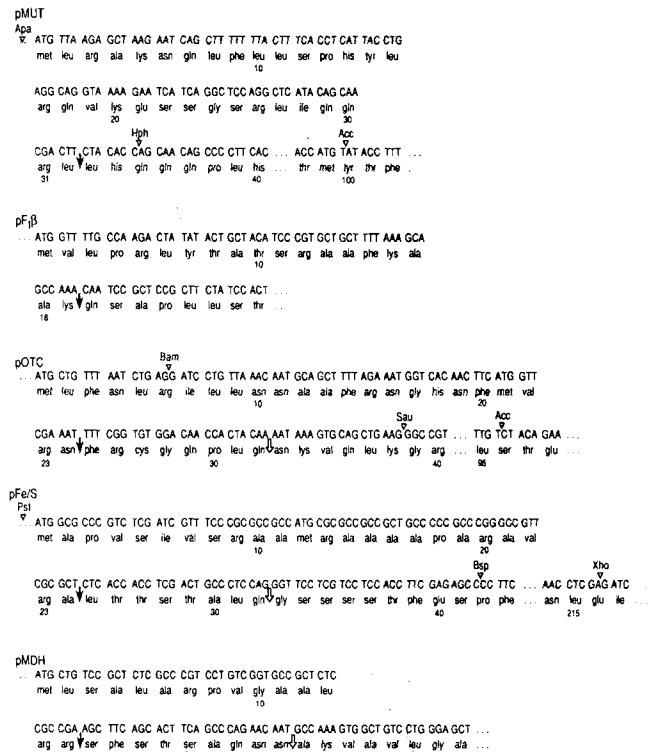 pMUT
Apa
ATG TTA AGA GCT AAG AAT CAG CTT TTT TTA CTT TCA CCT CAT TAC CTG
met leu arg ala lys asn gln leu phe leu leu ser pro his tyr leu
10
AGG CAG GTA AAA GAA TCA TCA GGC TCC AGG CTC ATA CAG CAA
arg gln val lys glu ser ser gly ser arg leu ile gln gln
20 30
Hph Acc
CGA CTT CTA CAC CAG CAA CAG CCC CTT CAC ... ACC ATG TAT ACC TTT ...
arg leu leu his gln gln gln pro leu his ... thr met tyr thr phe
31 40 100
pF₁β
... ATG GTT TTG CCA AGA CTA TAT ACT GCT ACA TCC CGT GCT GCT TTT AAA GCA
met val leu pro arg leu tyr thr ala thr ser arg ala ala phe lys ala
10
GCC AAA CAA TCC GCT CCG CTT CTA TCC ACT ...
ala lys gln ser ala pro leu leu ser thr ...
18
pOTC
Bam
... ATG CTG TTT AAT CTG AGG ATC CTG TTA AAC AAT GCA GCT TTT AGA AAT GGT CAC AAC TTC ATG GTT
met leu phe asn leu arg ile leu leu asn asn ala ala phe arg asn gly his asn phe met val
10 20
Sau Acc
CGA AAT TTT CGG TGT GGA CAA CCA CTA CAA AAT AAA GTG CAG CTG AAG GGC CGT ... TTG TCT ACA GAA ...
arg asn phe arg cys gly gln pro leu gln asn lys val gln leu lys gly arg ... leu ser thr glu ...
23 30 40 95
pFe/S
Pst
... ATG GCG CCC GTC TCG ATC GTT TCC CGC GCC GCC ATG CGC GCC GCC GCT GCC CCC GCC CGG GCC GTT
met ala pro val ser ile val ser arg ala ala met arg ala ala ala ala pro ala arg ala val
10 20
Bsp Xho
CGC GCT CTC ACC ACC TCG ACT GCC CTC CAG GGT TCC TCG TCC TCC ACC TTC GAG AGC CCC TTC ... AAC CTC GAG ATC ...
arg ala leu thr thr ser thr ala leu gln gly ser ser ser ser thr phe glu ser pro phe ... asn leu glu ile ...
23 30 40 215
pMDH
... ATG CTG TCC GCT CTC GCC CGT CCT GTC GGT GCC GCT CTC
met leu ser ala leu ala arg pro val gly ala ala leu
10
CGC CGA AGC TTC AGC ACT TCA GCC CAG AAC AAT GCC AAA GTG GCT GTC CTG GGA GCT ...
arg arg ser phe ser thr ser ala gln asn asn ala lys val ala val leu gly ala ...